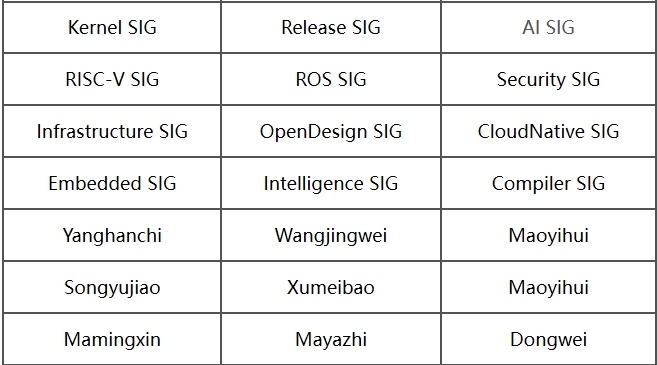 Kernel SIG Release SIG AI SIG
RISC-V SIG ROS SIG Security SIG
Infrastructure SIG OpenDesign SIG CloudNative SIG
Embedded SIG Intelligence SIG Compiler SIG
Yanghanchi Wangjingwei Maoyihui
Songyujiao Xumeibao Maoyihui
Mamingxin Mayazhi Dongwei